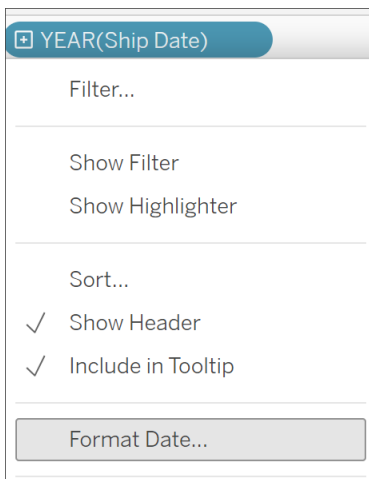 YEAR(Ship Date)
Filter...
Show Filter
Show Highlighter
Sort...
Show Header
Include in Tooltip
Format Date...